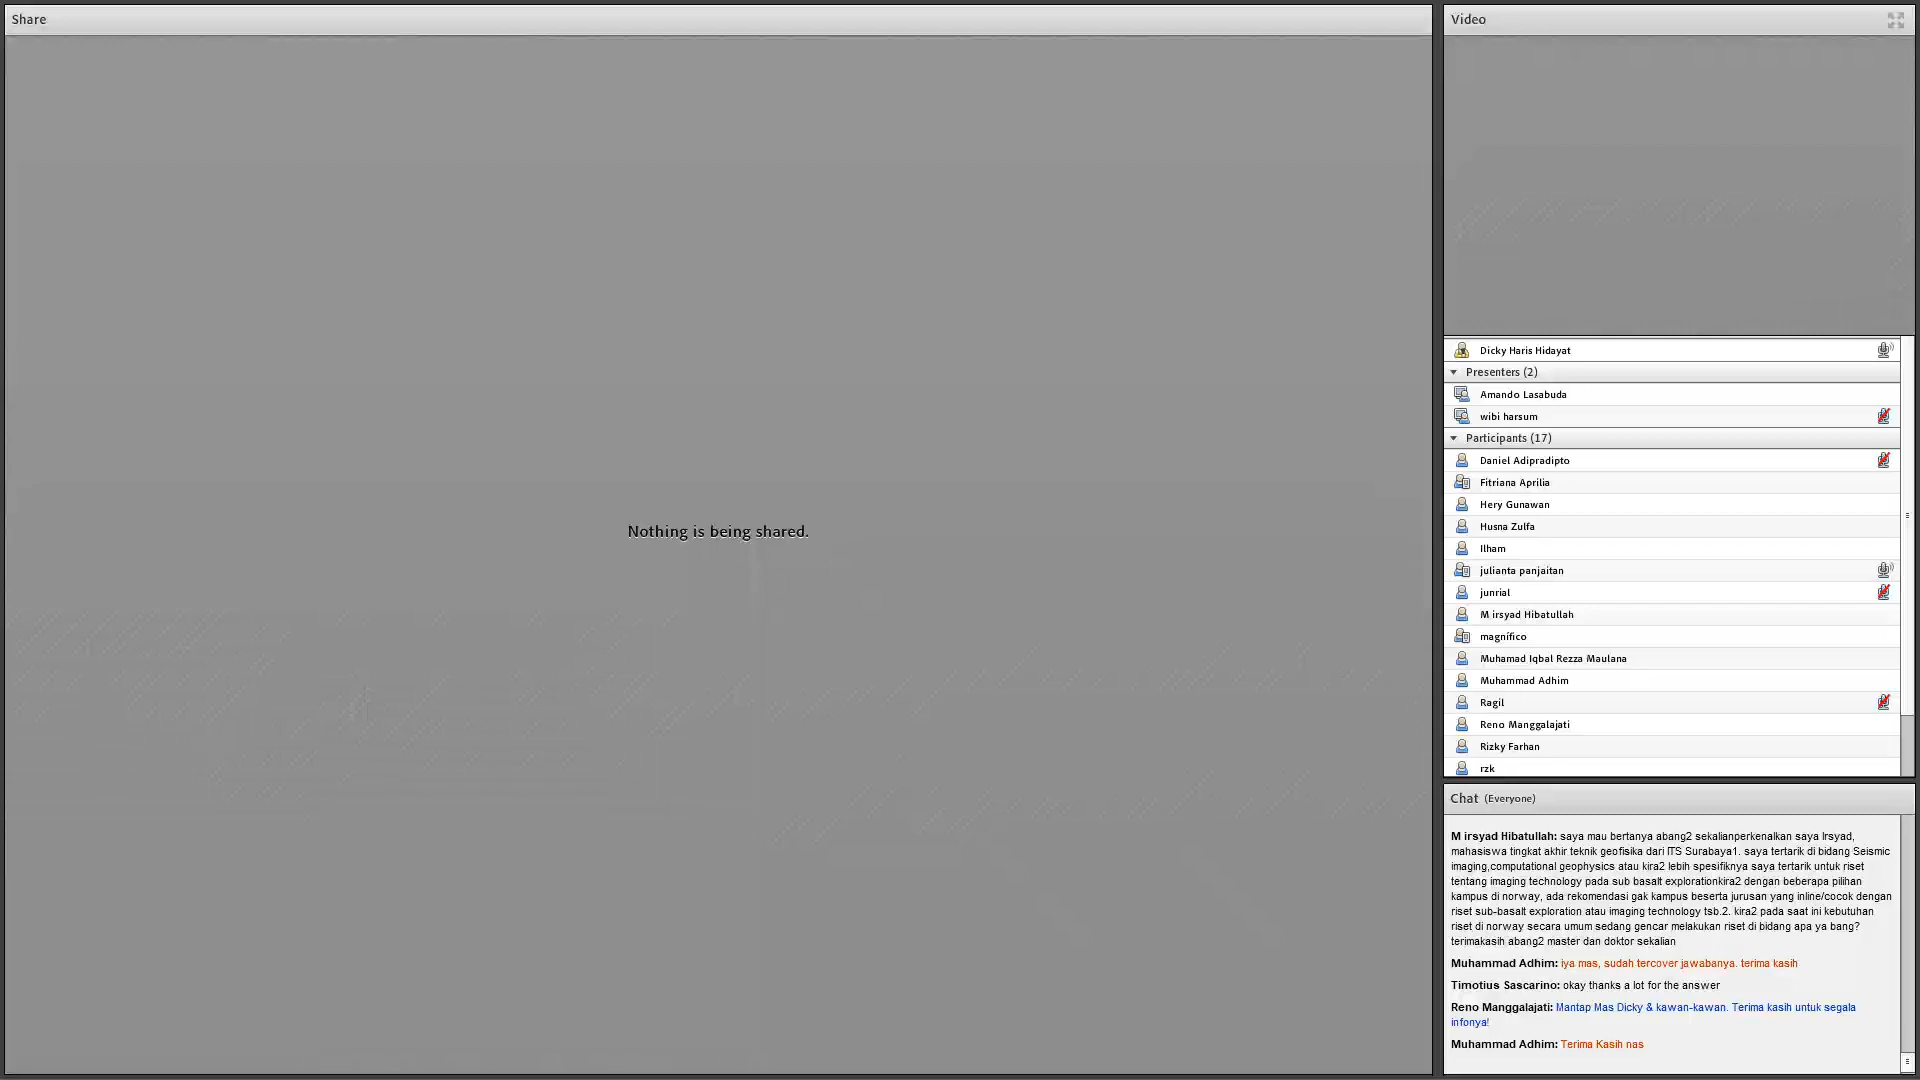 Share
Nothing is being shared.
Video
Dicky Haris Hidayat
Presenters (2)
Amando Lasabuda
wibi harsum
Participants (17)
Daniel Adipradipto
Fitriana Aprilia
Hery Gunawan
Husna Zulfa
Ilham
julianta panjaitan
junrial
M irsyad Hibatullah
magnífico
Muhamad Iqbal Rezza Maulana
Muhammad Adhim
Ragil
Reno Manggalajati
Rizky Farhan
rzk
Chat (Everyone)
M irsyad Hibatullah: saya mau bertanya abang2 sekalianperkenalkan saya Irsyad,
mahasiswa tingkat akhir teknik geofisika dari ITS Surabaya1. saya tertarik di bidang Seismic
imaging,computational geophysics atau kira2 lebih spesifiknya saya tertarik untuk riset
tentang imaging technology pada sub basalt explorationkira2 dengan beberapa pilihan
kampus di norway, ada rekomendasi gak kampus beserta jurusan yang inline/cocok dengan
riset sub-basalt exploration atau imaging technology tsb.2. kira2 pada saat ini kebutuhan
riset di norway secara umum sedang gencar melakukan riset di bidang apa ya bang?
terimakasih abang2 master dan doktor sekalian
Muhammad Adhim: iya mas, sudah tercover jawabanya. terima kasih
Timotius Sascarino: okay thanks a lot for the answer
Reno Manggalajati: Mantap Mas Dicky & kawan-kawan. Terima kasih untuk segala
infonya!
Muhammad Adhim: Terima Kasih nas